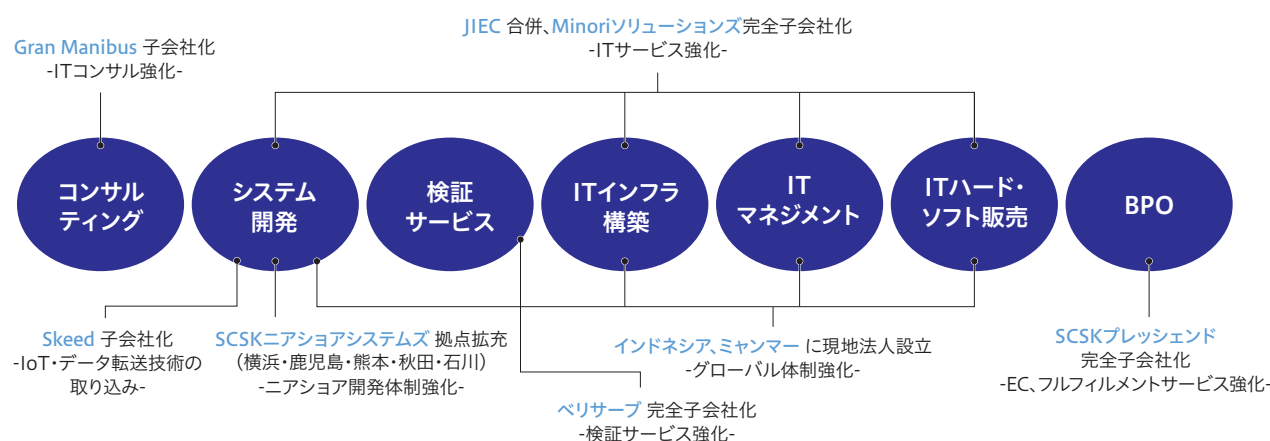 JIEC 合併、Minoriソリューションズ完全子会社化
-ITサービス強化-
Gran Manibus 子会社化
-ITコンサル強化-
コンサル
ティング
システム
開発
検証
サービス
ITインフラ
構築
IT
マネジメント
ITハード・
ソフト販売
BPO
Skeed 子会社化
-IoT・データ転送技術の
取り込み-
SCSKニアショアシステムズ 拠点拡充
（横浜・鹿児島・熊本・秋田・石川）
-ニアショア開発体制強化-
インドネシア、ミャンマー に現地法人設立
-グローバル体制強化-
SCSKプレッシェンド
完全子会社化
-EC、フルフィルメントサービス強化-
ベリサーブ 完全子会社化
-検証サービス強化-